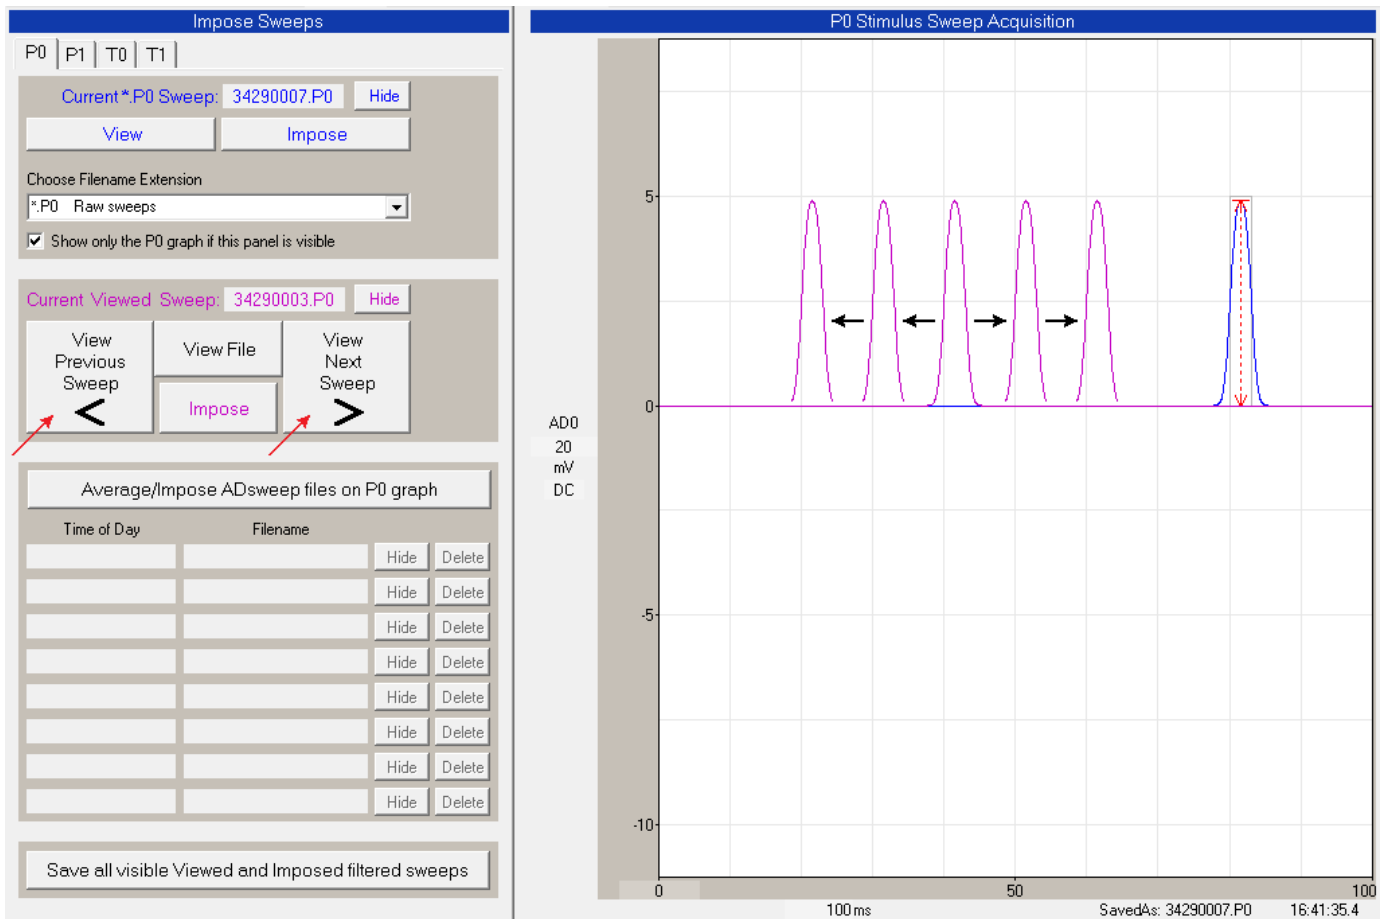 Impose Sweeps
P0 P1 T0 T1
Current *.P0 Sweep: 34290007.P0 Hide
View Impose
Choose Filename Extension
*.P0 Raw sweeps
Show only the P0 graph if this panel is visible
Current Viewed Sweep: 34290003.P0 Hide
View Previous Sweep <
View File
Impose
View Next Sweep >
Average/Impose ADsweep files on P0 graph
Time of Day Filename
Hide Delete
Hide Delete
Hide Delete
Hide Delete
Hide Delete
Hide Delete
Hide Delete
Hide Delete
Save all visible Viewed and Imposed filtered sweeps
P0 Stimulus Sweep Acquisition
5
0
-5
-10
AD0
20
mV
DC
0 50 100
100 ms SavedAs: 34290007.P0 16:41:35.4